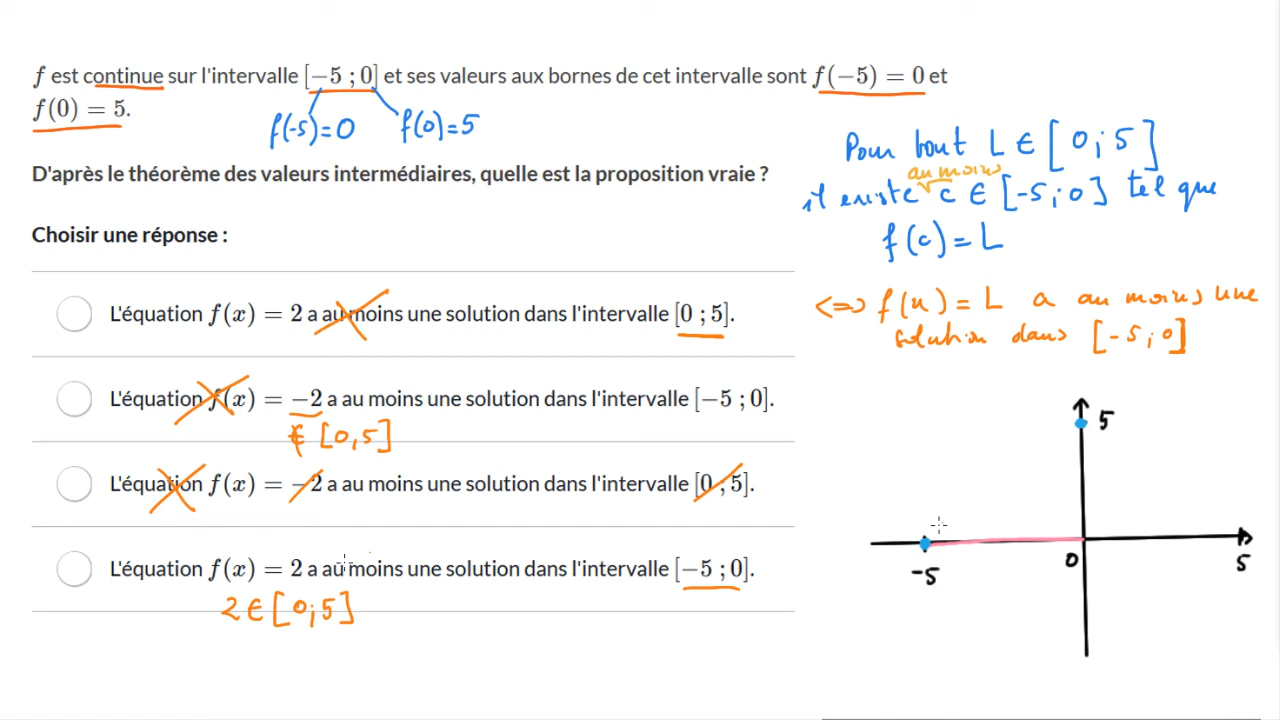 f est continue sur l'intervalle [−5 ; 0] et ses valeurs aux bornes de cet intervalle sont f(−5) = 0 et
f(0) = 5.
f(-5)=0 f(0)=5
D'après le théorème des valeurs intermédiaires, quelle est la proposition vraie ?
Choisir une réponse :
L'équation f(x) = 2 a au moins une solution dans l'intervalle [0 ; 5].
L'équation f(x) = −2 a au moins une solution dans l'intervalle [−5 ; 0].
∉ [0,5]
L'équation f(x) = −2 a au moins une solution dans l'intervalle [0 ; 5].
L'équation f(x) = 2 a au moins une solution dans l'intervalle [−5 ; 0].
2 ∈ [0;5]
Pour tout L ∈ [0;5]
au moins
il existe c ∈ [-5;0] tel que
f(c) = L
<=> f(x) = L a au moins une
solution dans [-5;0]
5
-5 0 5